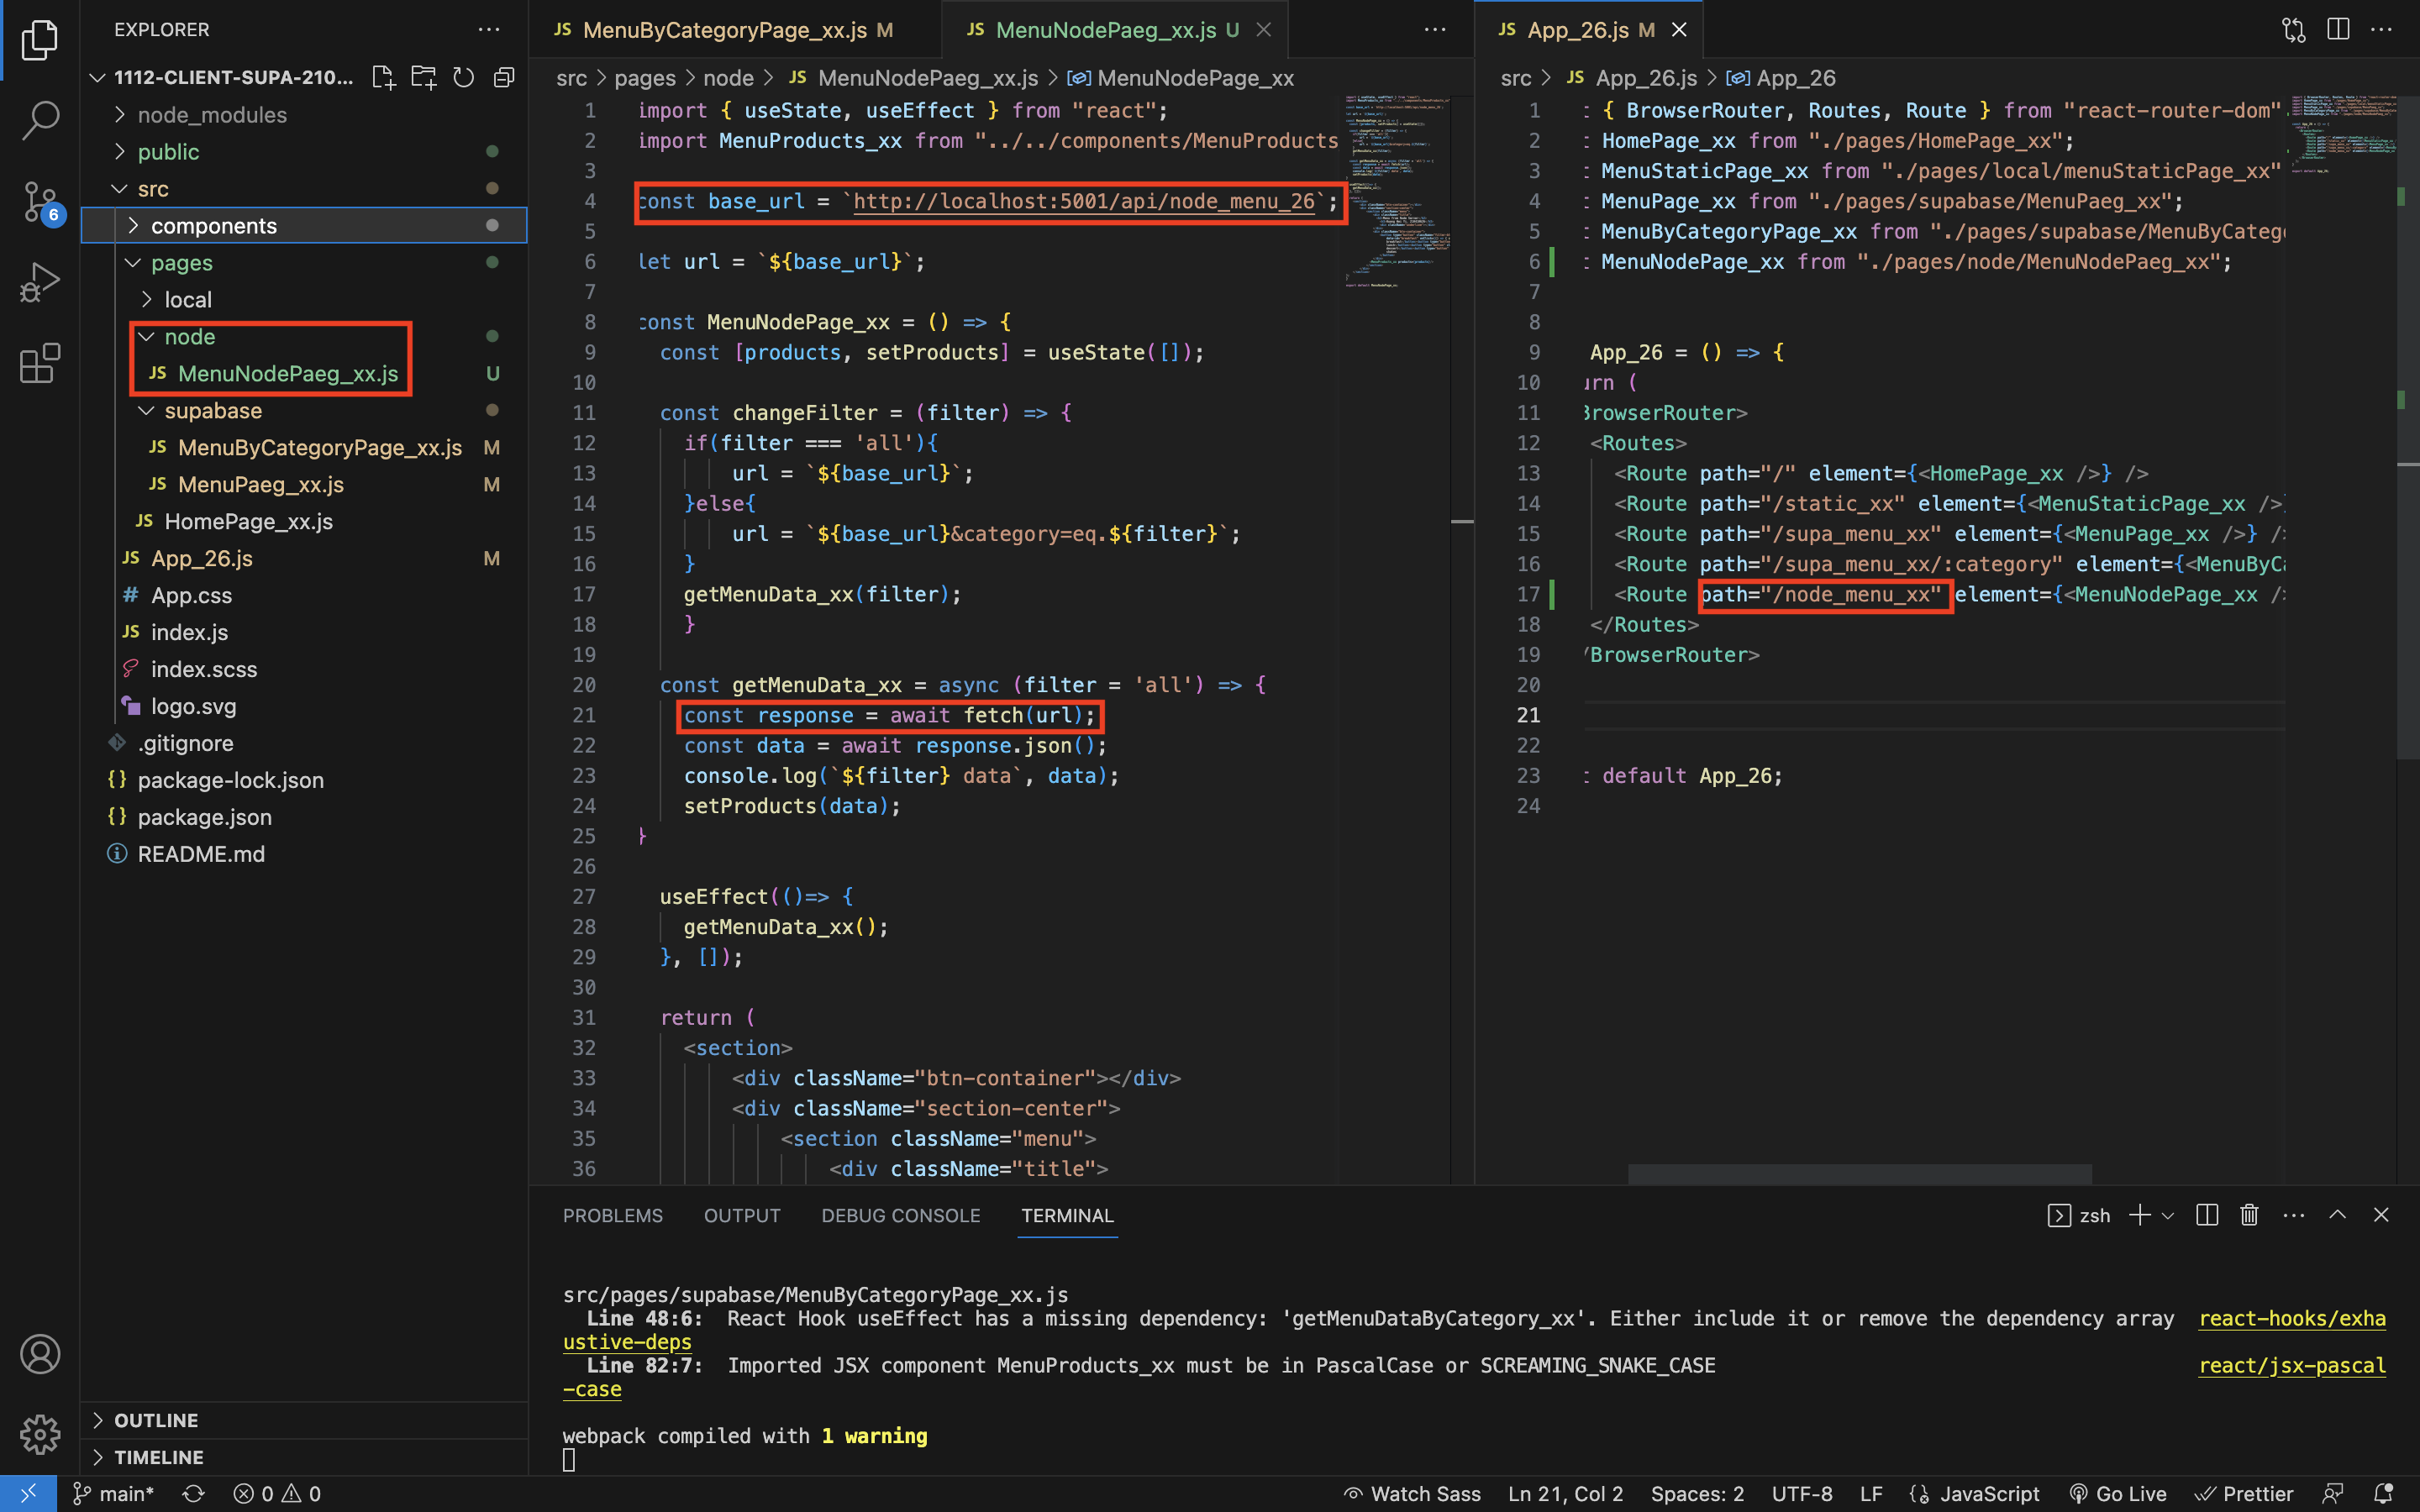 EXPLORER
1112-CLIENT-SUPA-210...
node_modules
public
src
components
pages
local
node
JS MenuNodePaeg_xx.js U
supabase
JS MenuByCategoryPage_xx.js M
JS MenuPaeg_xx.js M
JS HomePage_xx.js
JS App_26.js M
# App.css
JS index.js
index.scss
logo.svg
.gitignore
{} package-lock.json
{} package.json
README.md
OUTLINE
TIMELINE
6
JS MenuByCategoryPage_xx.js M
JS MenuNodePaeg_xx.js U
src > pages > node > JS MenuNodePaeg_xx.js > MenuNodePage_xx
1 import { useState, useEffect } from "react";
2 import MenuProducts_xx from "../../components/MenuProducts
3
4 const base_url = `http://localhost:5001/api/node_menu_26`;
5
6 let url = `${base_url}`;
7
8 const MenuNodePage_xx = () => {
9 const [products, setProducts] = useState([]);
10
11 const changeFilter = (filter) => {
12 if(filter === 'all'){
13 url = `${base_url}`;
14 }else{
15 url = `${base_url}&category=eq.${filter}`;
16 }
17 getMenuData_xx(filter);
18 }
19
20 const getMenuData_xx = async (filter = 'all') => {
21 const response = await fetch(url);
22 const data = await response.json();
23 console.log(`${filter} data`, data);
24 setProducts(data);
25 }
26
27 useEffect(()=> {
28 getMenuData_xx();
29 }, []);
30
31 return (
32 <section>
33 <div className="btn-container"></div>
34 <div className="section-center">
35 <section className="menu">
36 <div className="title">
JS App_26.js M
src > JS App_26.js > App_26
1 : { BrowserRouter, Routes, Route } from "react-router-dom"
2 : HomePage_xx from "./pages/HomePage_xx";
3 : MenuStaticPage_xx from "./pages/local/menuStaticPage_xx"
4 : MenuPage_xx from "./pages/supabase/MenuPaeg_xx";
5 : MenuByCategoryPage_xx from "./pages/supabase/MenuByCateg
6 : MenuNodePage_xx from "./pages/node/MenuNodePaeg_xx";
7
8
9 App_26 = () => {
10 urn (
11 BrowserRouter>
12 <Routes>
13 <Route path="/" element={<HomePage_xx />} />
14 <Route path="/static_xx" element={<MenuStaticPage_xx />}
15 <Route path="/supa_menu_xx" element={<MenuPage_xx />} /
16 <Route path="/supa_menu_xx/:category" element={<MenuByCa
17 <Route path="/node_menu_xx" element={<MenuNodePage_xx /
18 </Routes>
19 /BrowserRouter>
20
21
22
23 : default App_26;
24
PROBLEMS OUTPUT DEBUG CONSOLE TERMINAL
zsh
src/pages/supabase/MenuByCategoryPage_xx.js
Line 48:6: React Hook useEffect has a missing dependency: 'getMenuDataByCategory_xx'. Either include it or remove the dependency array react-hooks/exha
ustive-deps
Line 82:7: Imported JSX component MenuProducts_xx must be in PascalCase or SCREAMING_SNAKE_CASE react/jsx-pascal
-case
webpack compiled with 1 warning
main* 0 0 Watch Sass Ln 21, Col 2 Spaces: 2 UTF-8 LF JavaScript Go Live Prettier